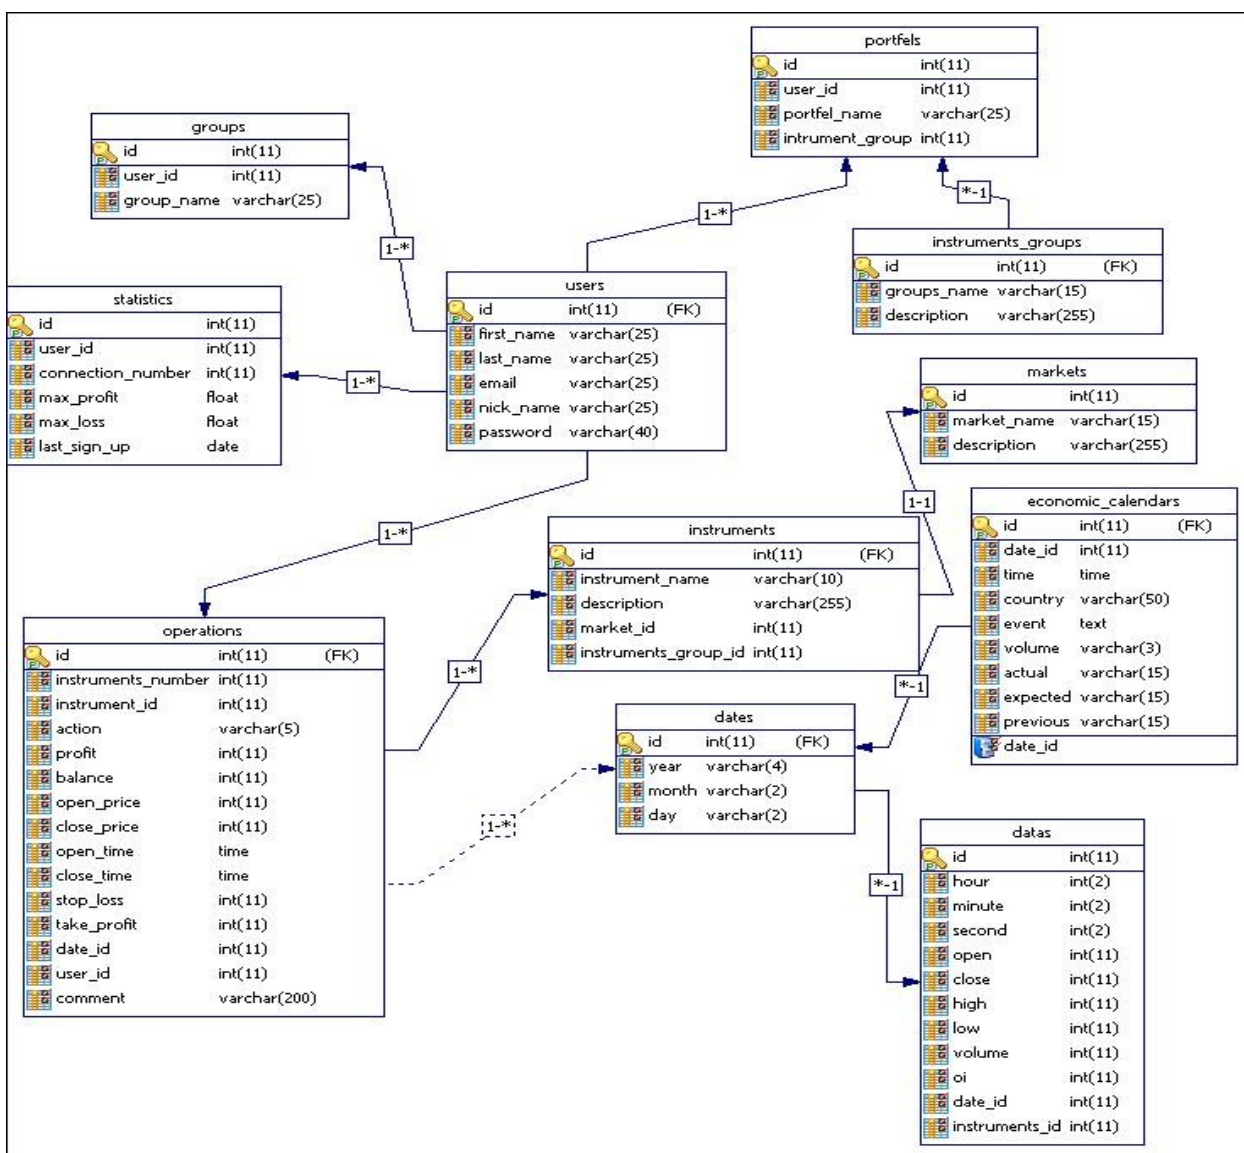 portfels
id int(11)
user_id int(11)
portfel_name varchar(25)
intrument_group int(11)
groups
id int(11)
user_id int(11)
group_name varchar(25)
1-*
*-1
1-*
instruments_groups
id int(11) (FK)
groups_name varchar(15)
description varchar(255)
users
id int(11) (FK)
first_name varchar(25)
last_name varchar(25)
email varchar(25)
nick_name varchar(25)
password varchar(40)
statistics
id int(11)
user_id int(11)
connection_number int(11)
max_profit float
max_loss float
last_sign_up date
1-*
markets
id int(11)
market_name varchar(15)
description varchar(255)
1-1
1-*
economic_calendars
id int(11) (FK)
date_id int(11)
time time
country varchar(50)
event text
volume varchar(3)
actual varchar(15)
expected varchar(15)
previous varchar(15)
date_id
instruments
id int(11) (FK)
instrument_name varchar(10)
description varchar(255)
market_id int(11)
instruments_group_id int(11)
operations
id int(11) (FK)
instruments_number int(11)
instrument_id int(11)
action varchar(5)
profit int(11)
balance int(11)
open_price int(11)
close_price int(11)
open_time time
close_time time
stop_loss int(11)
take_profit int(11)
date_id int(11)
user_id int(11)
comment varchar(200)
1-*
*-1
dates
id int(11) (FK)
year varchar(4)
month varchar(2)
day varchar(2)
1-*
*-1
datas
id int(11)
hour int(2)
minute int(2)
second int(2)
open int(11)
close int(11)
high int(11)
low int(11)
volume int(11)
oi int(11)
date_id int(11)
instruments_id int(11)